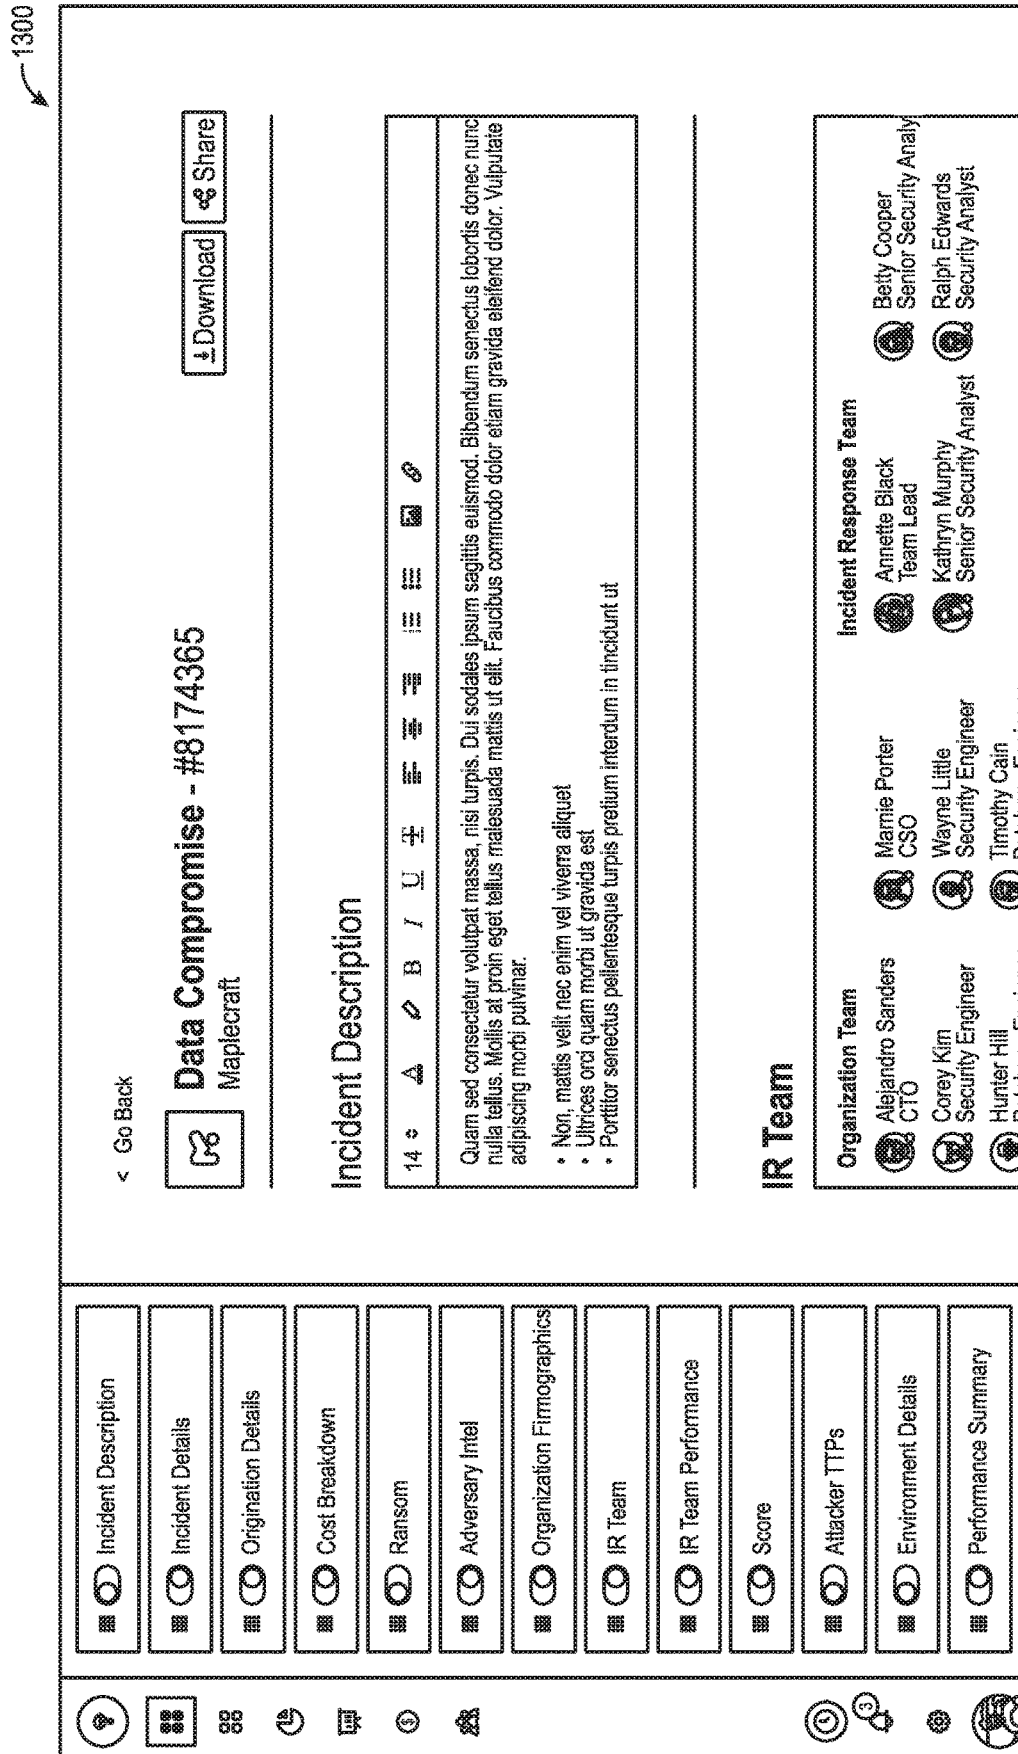 1300
3
Incident Description
Incident Details
Origination Details
Cost Breakdown
Ransom
Adversary Intel
Organization Firmographics
IR Team
IR Team Performance
Score
Attacker TTPs
Environment Details
Performance Summary
< Go Back
Data Compromise - #8174365
Maplecraft
Download
Share
Incident Description
14 B I U T
Quam sed consectetur volutpat massa, nisi turpis. Dui sodales ipsum sagittis euismod. Bibendum senectus lobortis donec nunc
nulla tellus. Mollis at proin eget tellus malesuada mattis ut elit. Faucibus commodo dolor etiam gravida eleifend dolor. Vulputate
adipiscing morbi pulvinar.
• Non, mattis velit nec enim vel viverra aliquet
• Ultrices orci quam morbi ut gravida est
• Porttitor senectus pellentesque turpis pretium interdum in tincidunt ut
IR Team
Organization Team
Alejandro Sanders
CTO
Marnie Porter
CSO
Corey Kim
Security Engineer
Wayne Little
Security Engineer
Hunter Hill
Timothy Cain
Incident Response Team
Annette Black
Team Lead
Betty Cooper
Senior Security Analy
Kathryn Murphy
Senior Security Analyst
Ralph Edwards
Security Analyst